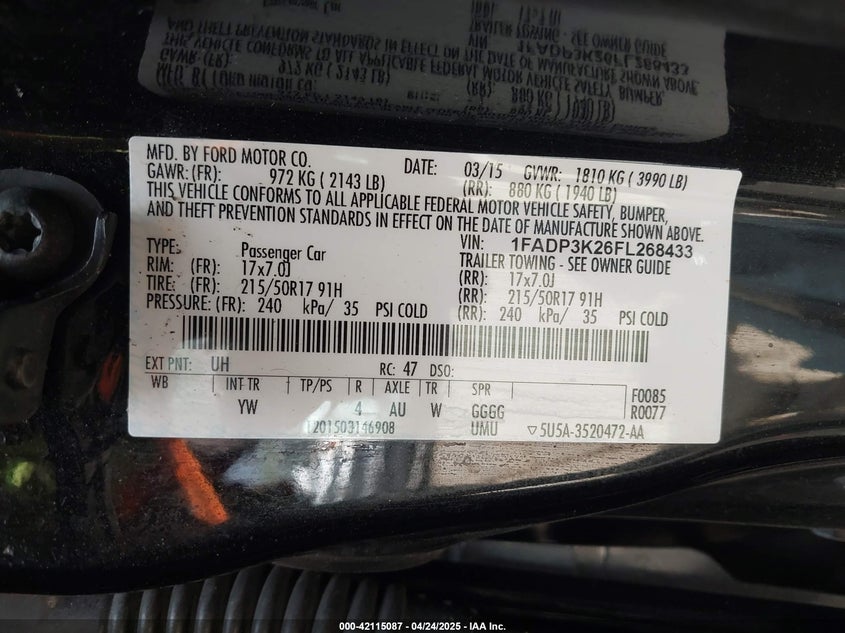 MFD. BY FORD MOTOR CO. DATE: 03/15 GVWR: 1810 KG ( 3990 LB)
GAWR: (FR): 972 KG ( 2143 LB) (RR): 880 KG ( 1940 LB)
THIS VEHICLE CONFORMS TO ALL APPLICABLE FEDERAL MOTOR VEHICLE SAFETY, BUMPER,
AND THEFT PREVENTION STANDARDS IN EFFECT ON THE DATE OF MANUFACTURE SHOWN ABOVE.
VIN: 1FADP3K26FL268433
TYPE: Passenger Car TRAILER TOWING - SEE OWNER GUIDE
RIM: (FR): 17x7.0J (RR): 17x7.0J
TIRE: (FR): 215/50R17 91H (RR): 215/50R17 91H
PRESSURE: (FR): 240 kPa/ 35 PSI COLD (RR): 240 kPa/ 35 PSI COLD
EXT PNT: UH RC: 47 DSO:
WB INT TR TP/PS R AXLE TR SPR F0085
YW 4 AU W GGGG R0077
1201503146908 UMU ▽5U5A-3520472-AA
000-42115087 - 04/24/2025 - IAA Inc.